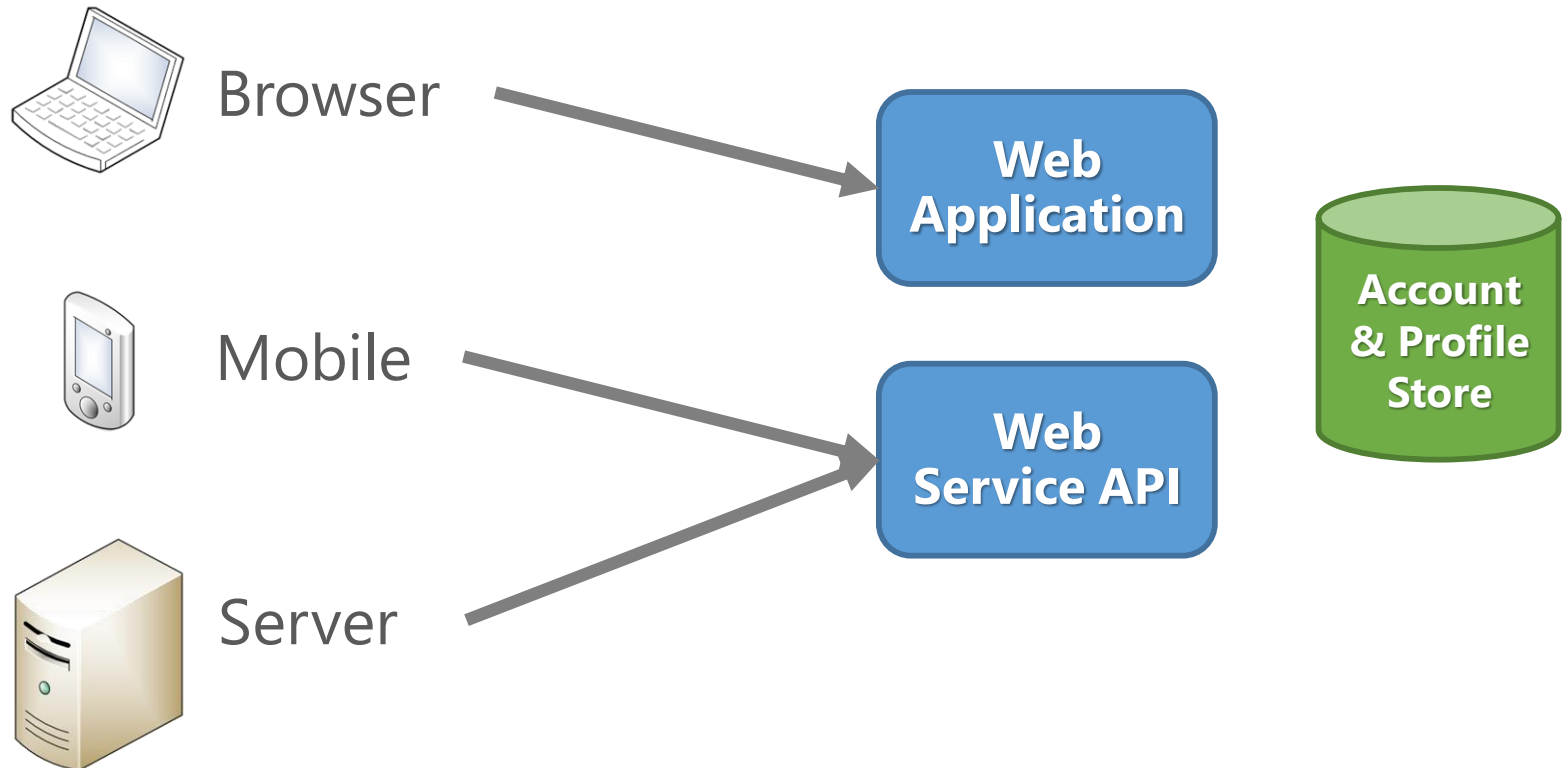 Browser
Web
Application
Account
& Profile
Store
Mobile
Web
Service API
Server